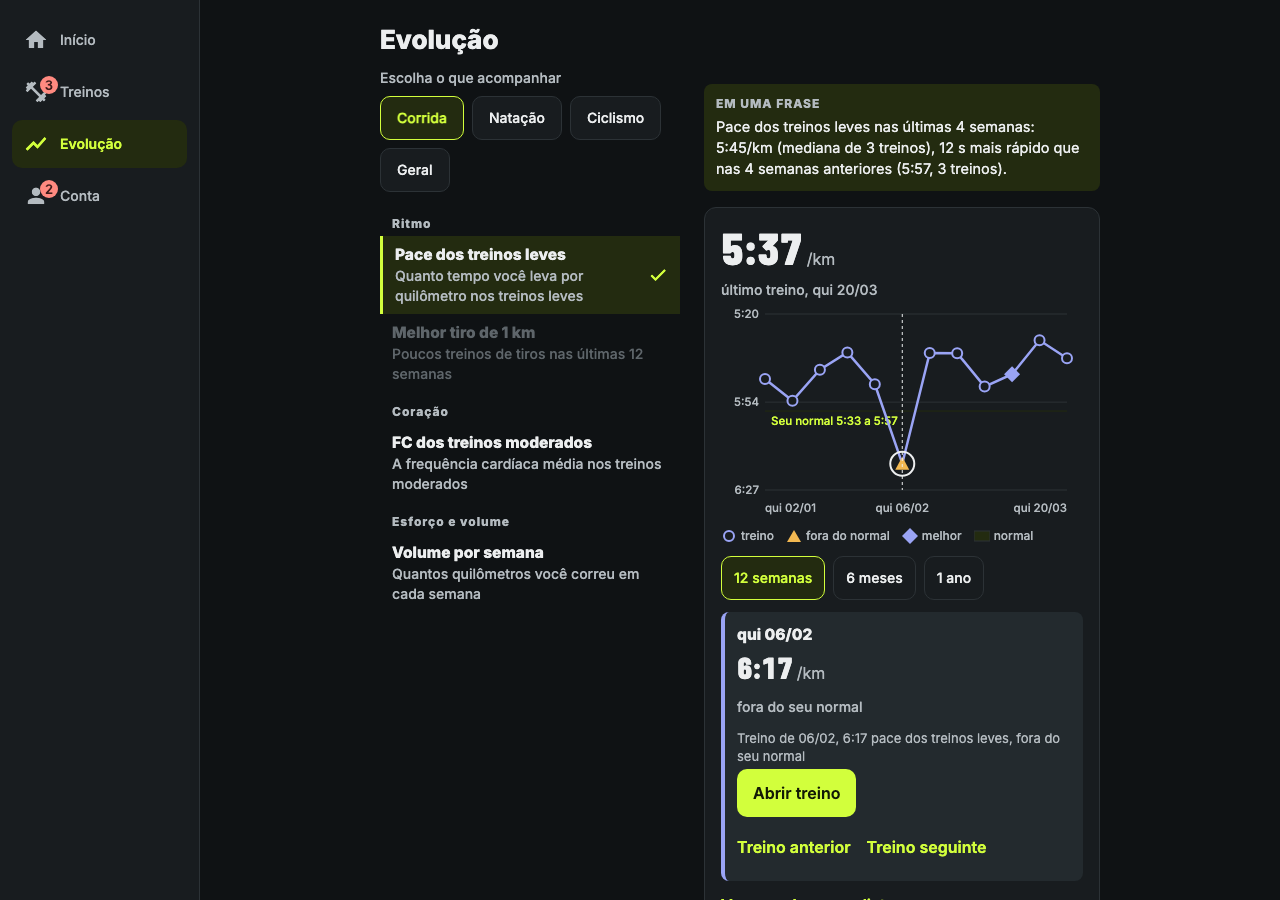 Início
3
Treinos
Evolução
2
Conta
Evolução
Escolha o que acompanhar
Corrida
Natação
Ciclismo
Geral
Ritmo
Pace dos treinos leves
Quanto tempo você leva por
quilômetro nos treinos leves
Melhor tiro de 1 km
Poucos treinos de tiros nas últimas 12
semanas
Coração
FC dos treinos moderados
A frequência cardíaca média nos treinos
moderados
Esforço e volume
Volume por semana
Quantos quilômetros você correu em
cada semana
EM UMA FRASE
Pace dos treinos leves nas últimas 4 semanas:
5:45/km (mediana de 3 treinos), 12 s mais rápido que
nas 4 semanas anteriores (5:57, 3 treinos).
5:37 /km
último treino, qui 20/03
5:20
5:54
Seu normal 5:33 a 5:57
6:27
qui 02/01 qui 06/02 qui 20/03
treino fora do normal melhor normal
12 semanas 6 meses 1 ano
qui 06/02
6:17 /km
fora do seu normal
Treino de 06/02, 6:17 pace dos treinos leves, fora do
seu normal
Abrir treino
Treino anterior Treino seguinte